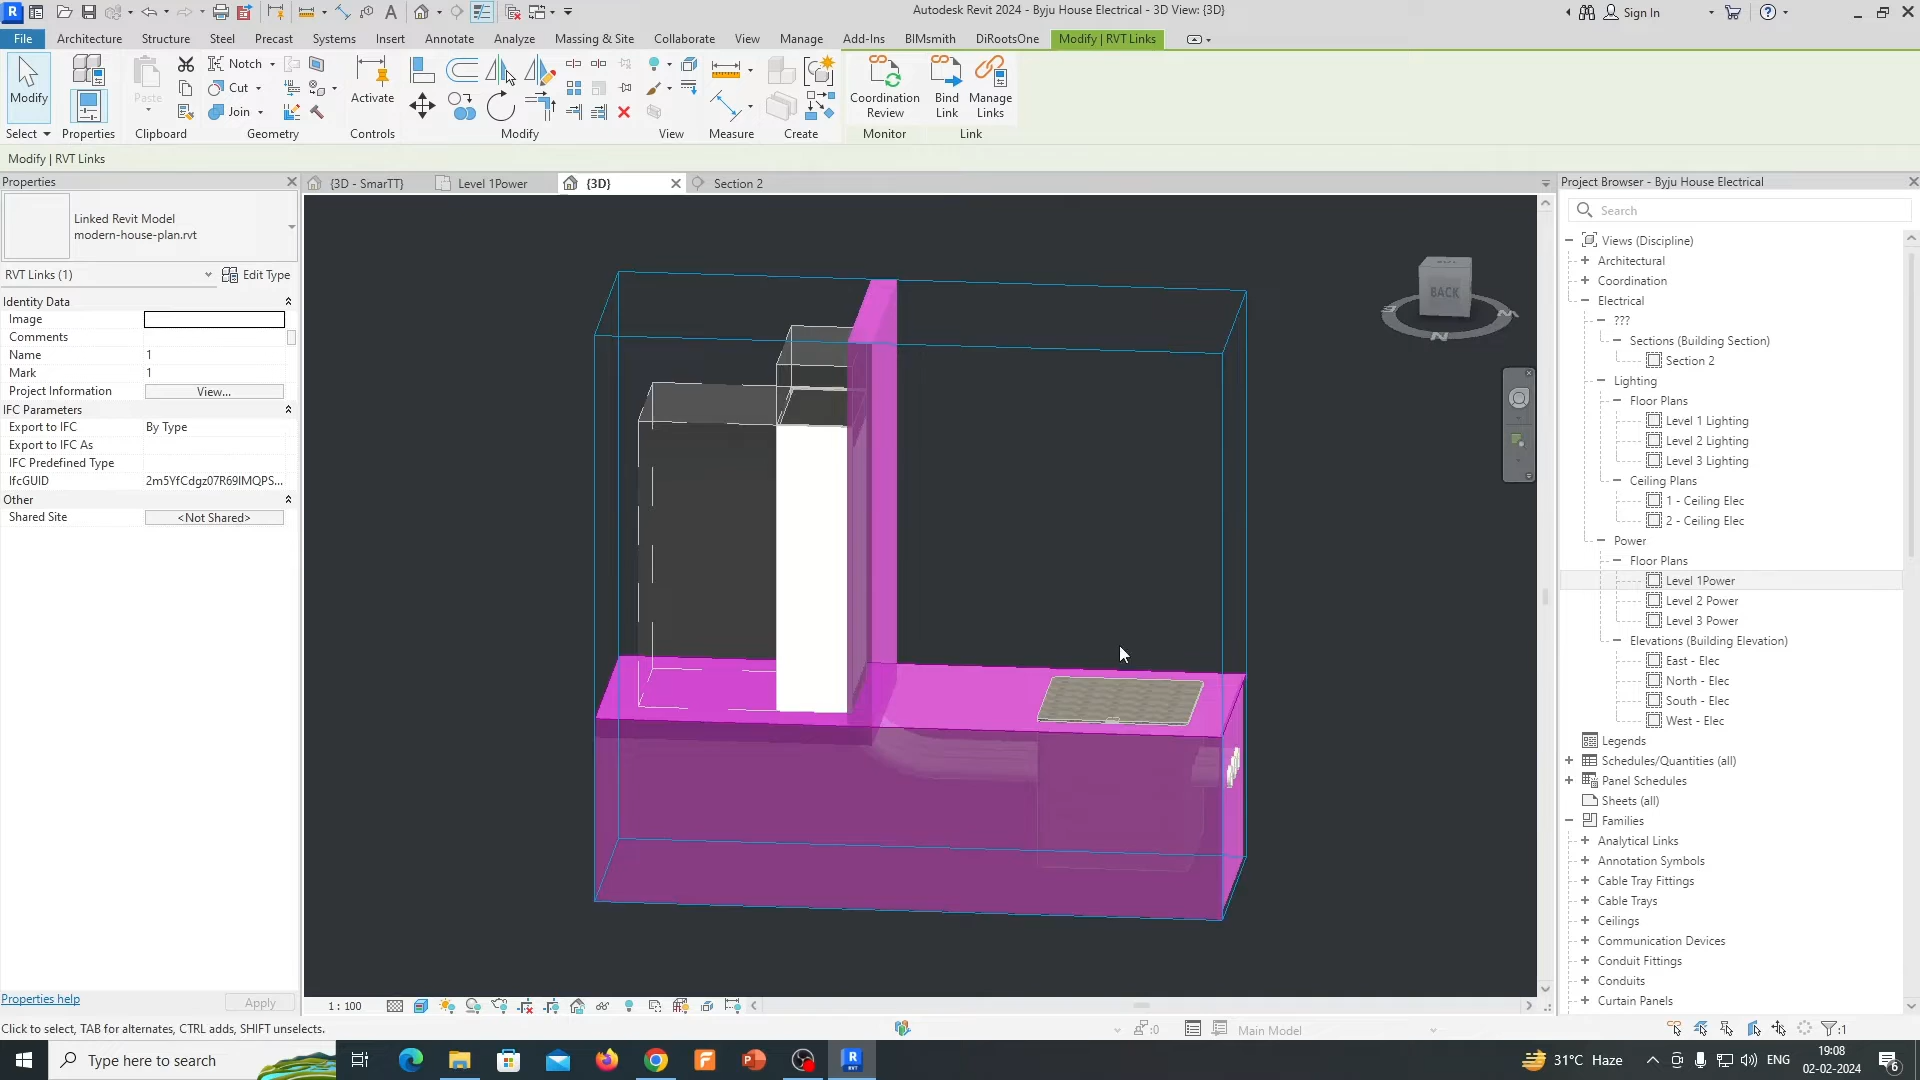 Autodesk Revit 2024 - Byju House Electrical - 3D View: {3D}
Sign In
File Architecture Structure Steel Precast Systems Insert Annotate Analyze Massing & Site Collaborate View Manage Add-Ins BIMsmith DiRootsOne Modify | RVT Links
Modify
Select
Properties
Paste
Clipboard
Notch
Cut
Join
Geometry
Activate
Controls
Modify
View
Measure
Create
Coordination Review
Monitor
Bind Link
Manage Links
Link
Modify | RVT Links
Properties
Linked Revit Model
modern-house-plan.rvt
RVT Links (1)
Edit Type
Identity Data
Image
Comments
Name 1
Mark 1
Project Information View...
IFC Parameters
Export to IFC By Type
Export to IFC As
IFC Predefined Type
IfcGUID 2m5YfCdgz07R69IMQPS...
Other
Shared Site <Not Shared>
Properties help
Apply
{3D - SmarTT}
Level 1Power
{3D}
Section 2
BACK
N
W
1 : 100
Project Browser - Byju House Electrical
Search
Views (Discipline)
Architectural
Coordination
Electrical
???
Sections (Building Section)
Section 2
Lighting
Floor Plans
Level 1 Lighting
Level 2 Lighting
Level 3 Lighting
Ceiling Plans
1 - Ceiling Elec
2 - Ceiling Elec
Power
Floor Plans
Level 1Power
Level 2 Power
Level 3 Power
Elevations (Building Elevation)
East - Elec
North - Elec
South - Elec
West - Elec
Legends
Schedules/Quantities (all)
Panel Schedules
Sheets (all)
Families
Analytical Links
Annotation Symbols
Cable Tray Fittings
Cable Trays
Ceilings
Communication Devices
Conduit Fittings
Conduits
Curtain Panels
Click to select, TAB for alternates, CTRL adds, SHIFT unselects.
:0
Main Model
:1
Type here to search
31°C Haze
ENG
19:08
02-02-2024
6